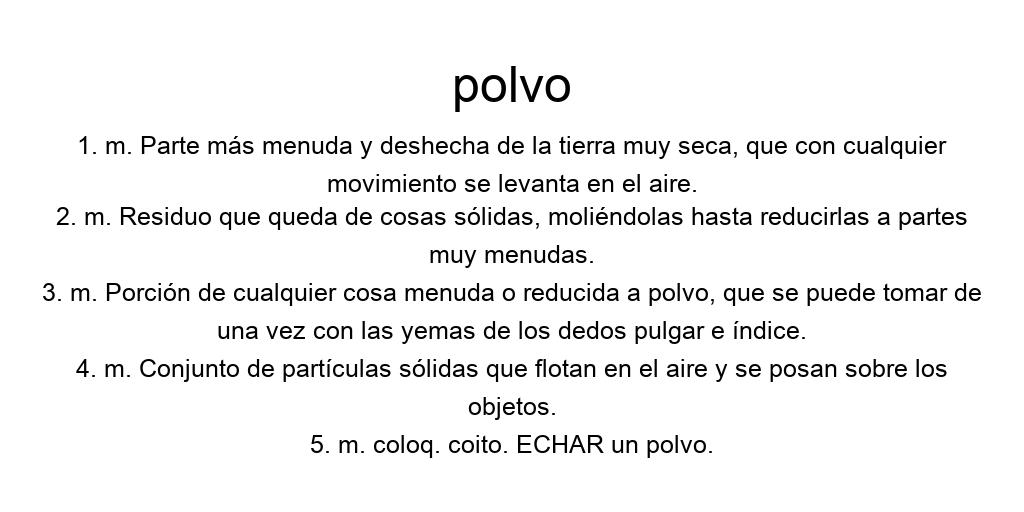 polvo
1. m. Parte más menuda y deshecha de la tierra muy seca, que con cualquier
movimiento se levanta en el aire.
2. m. Residuo que queda de cosas sólidas, moliéndolas hasta reducirlas a partes
muy menudas.
3. m. Porción de cualquier cosa menuda o reducida a polvo, que se puede tomar de
una vez con las yemas de los dedos pulgar e índice.
4. m. Conjunto de partículas sólidas que flotan en el aire y se posan sobre los
objetos.
5. m. coloq. coito. ECHAR un polvo.